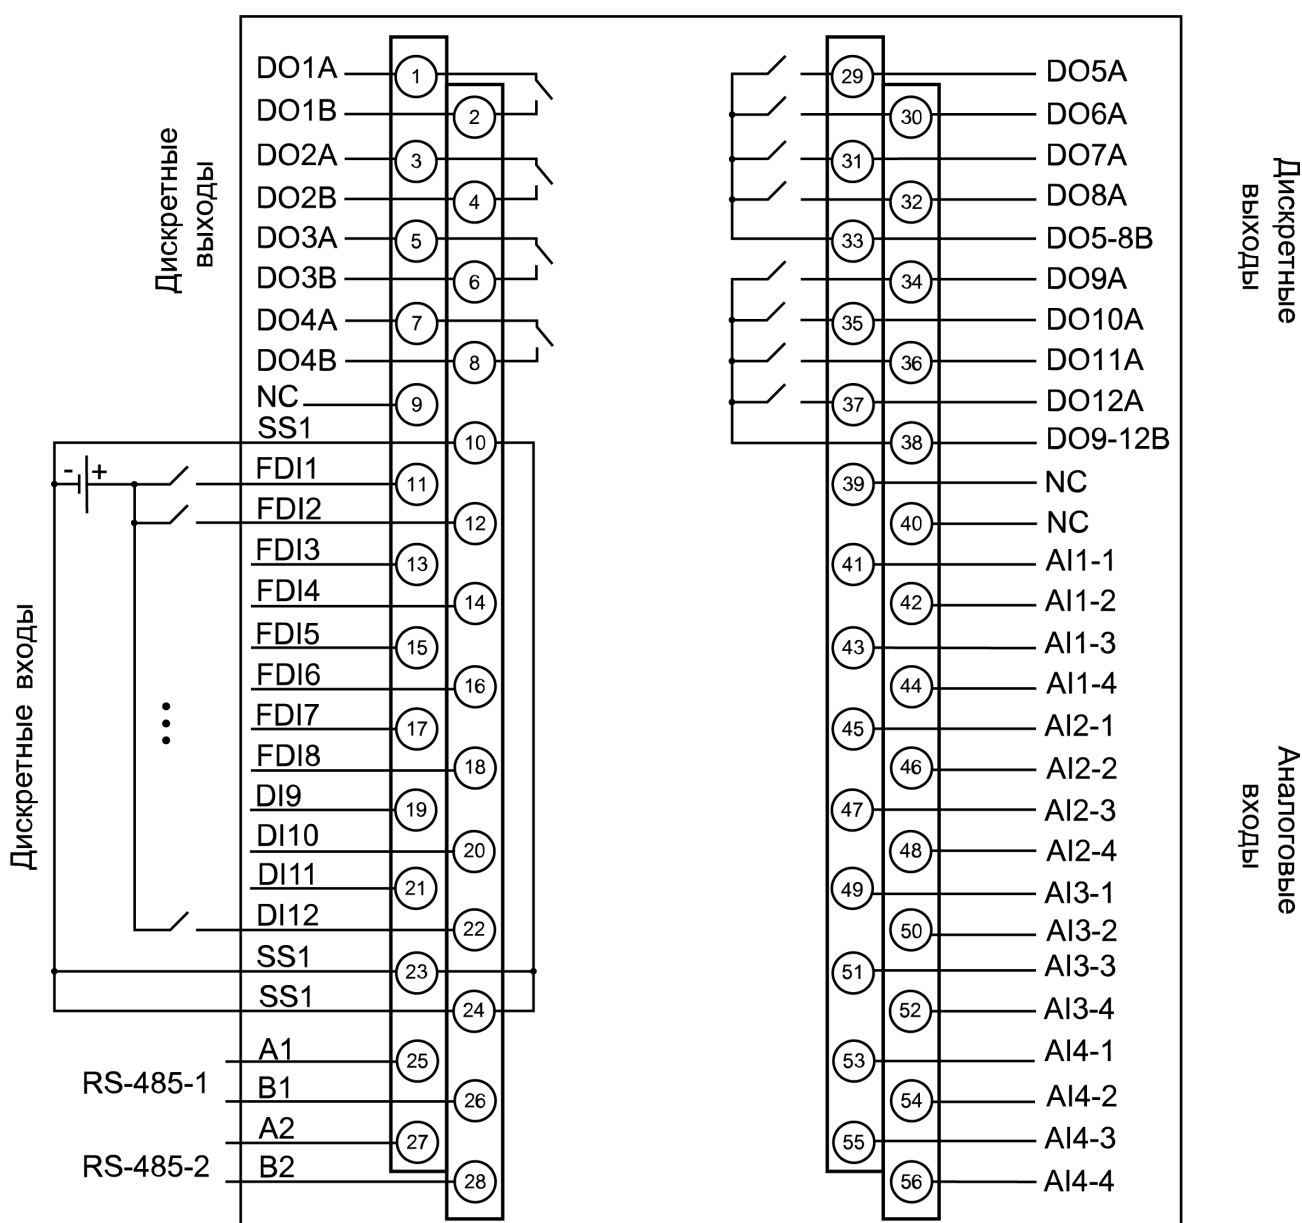 Дискретные
выходы
DO1A 1
DO1B 2
DO2A 3
DO2B 4
DO3A 5
DO3B 6
DO4A 7
DO4B 8
NC 9
SS1 10
Дискретные входы
- +
FDI1 11
FDI2 12
FDI3 13
FDI4 14
FDI5 15
FDI6 16
FDI7 17
FDI8 18
DI9 19
DI10 20
DI11 21
DI12 22
SS1 23
SS1 24
RS-485-1
A1 25
B1 26
RS-485-2
A2 27
B2 28
29 DO5A
30 DO6A
31 DO7A
32 DO8A
33 DO5-8B
34 DO9A
35 DO10A
36 DO11A
37 DO12A
38 DO9-12B
Дискретные
выходы
39 NC
40 NC
41 AI1-1
42 AI1-2
43 AI1-3
44 AI1-4
45 AI2-1
46 AI2-2
47 AI2-3
48 AI2-4
49 AI3-1
50 AI3-2
51 AI3-3
52 AI3-4
53 AI4-1
54 AI4-2
55 AI4-3
56 AI4-4
Аналоговые
входы